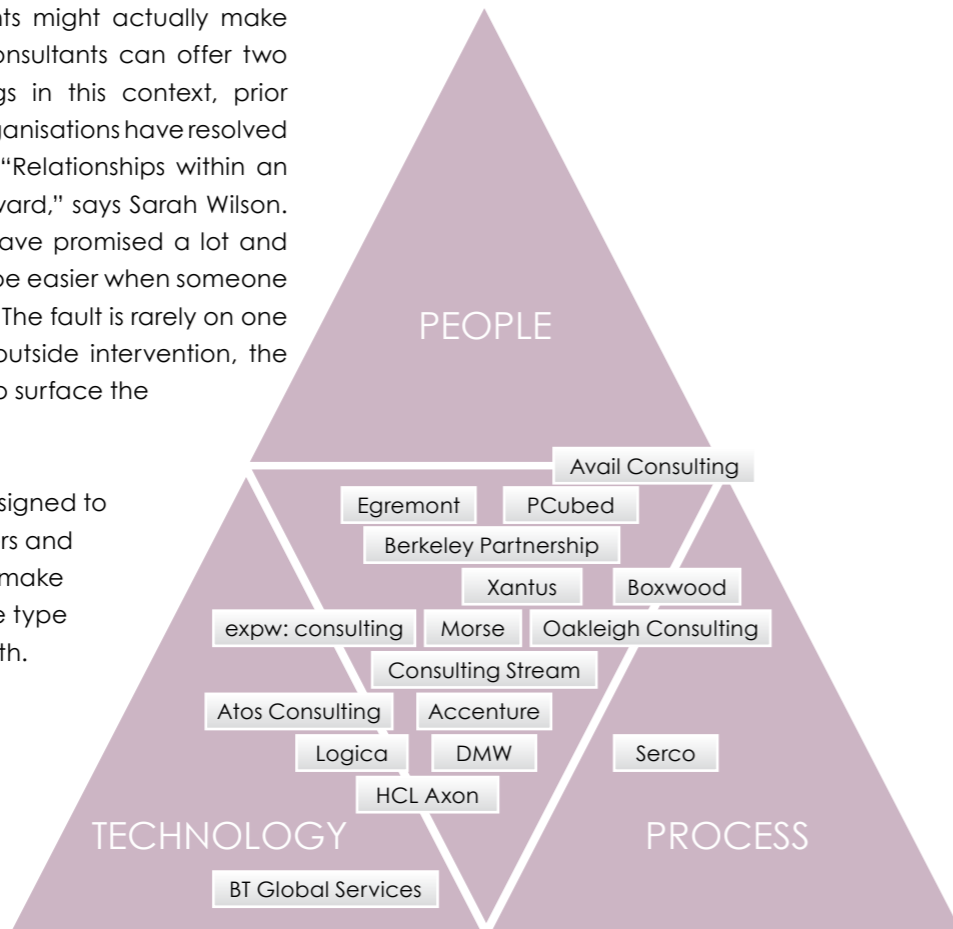 nts might actually make
onsultants can offer two
gs in this context, prior
ganisations have resolved
“Relationships within an
vard,” says Sarah Wilson.
ave promised a lot and
be easier when someone
The fault is rarely on one
outside intervention, the
o surface the
signed to
rs and
make
e type
th.
PEOPLE
Avail Consulting
Egremont
PCubed
Berkeley Partnership
Xantus
Boxwood
expw: consulting
Morse
Oakleigh Consulting
Consulting Stream
Atos Consulting
Accenture
Logica
DMW
Serco
HCL Axon
TECHNOLOGY
PROCESS
BT Global Services